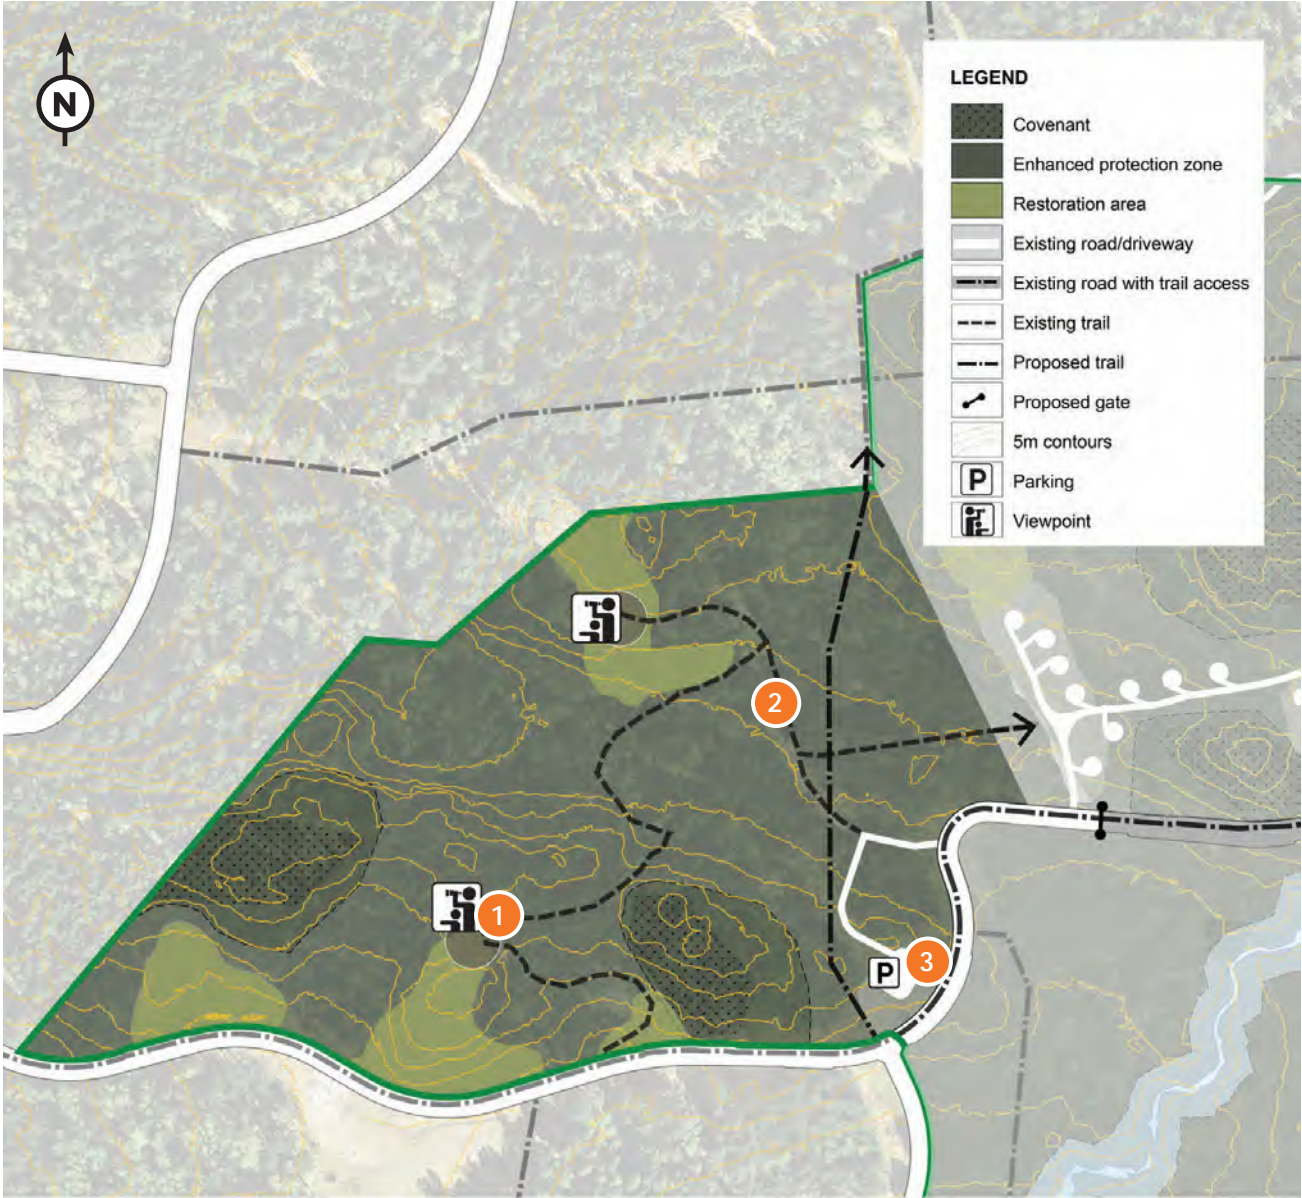 N
LEGEND
Covenant
Enhanced protection zone
Restoration area
Existing road/driveway
Existing road with trail access
Existing trail
Proposed trail
Proposed gate
5m contours
P
Parking
Viewpoint
2
1
3
P